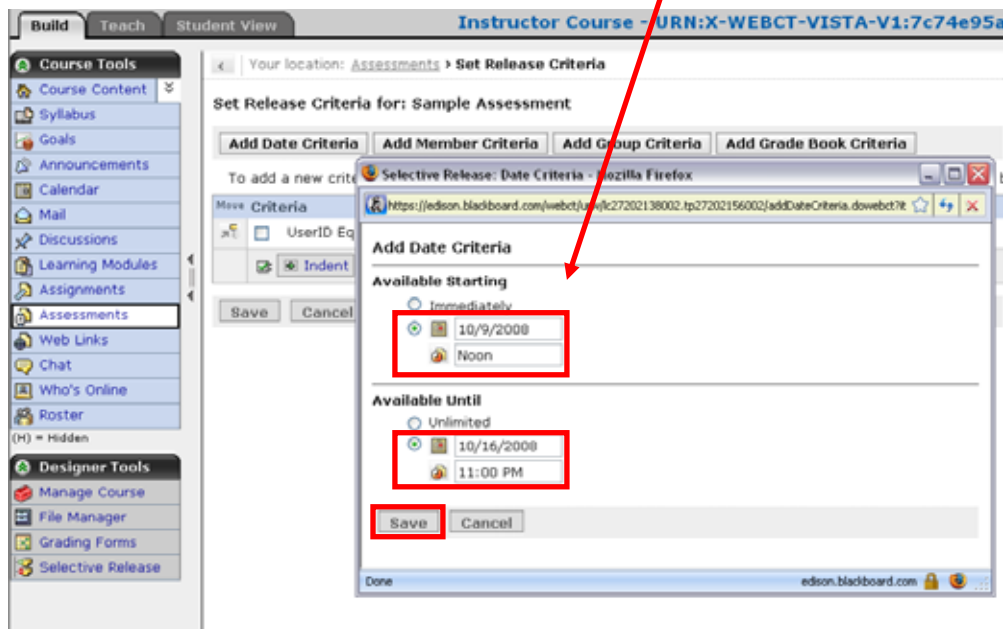 Build Teach Student View Instructor Course - URN:X-WEBCT-VISTA-V1:7c74e95a
Course Tools
Course Content
Syllabus
Goals
Announcements
Calendar
Mail
Discussions
Learning Modules
Assignments
Assessments
Web Links
Chat
Who's Online
Roster
(H) = Hidden
Designer Tools
Manage Course
File Manager
Grading Forms
Selective Release
Your location: Assessments › Set Release Criteria
Set Release Criteria for: Sample Assessment
Add Date Criteria Add Member Criteria Add Group Criteria Add Grade Book Criteria
To add a new crite
Move Criteria
UserID Eq
Indent
Save Cancel
Selective Release: Date Criteria - Mozilla Firefox
Add Date Criteria
Available Starting
Immediately
10/9/2008
Noon
Available Until
Unlimited
10/16/2008
11:00 PM
Save Cancel
Done edison.blackboard.com